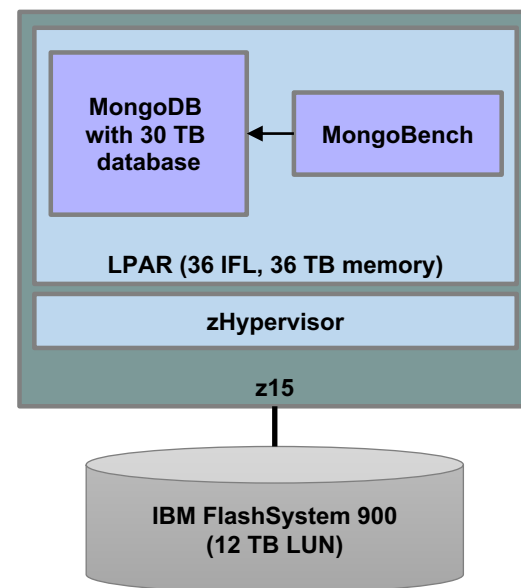 MongoDB
with 30 TB
database
MongoBench
LPAR (36 IFL, 36 TB memory)
zHypervisor
z15
IBM FlashSystem 900
(12 TB LUN)